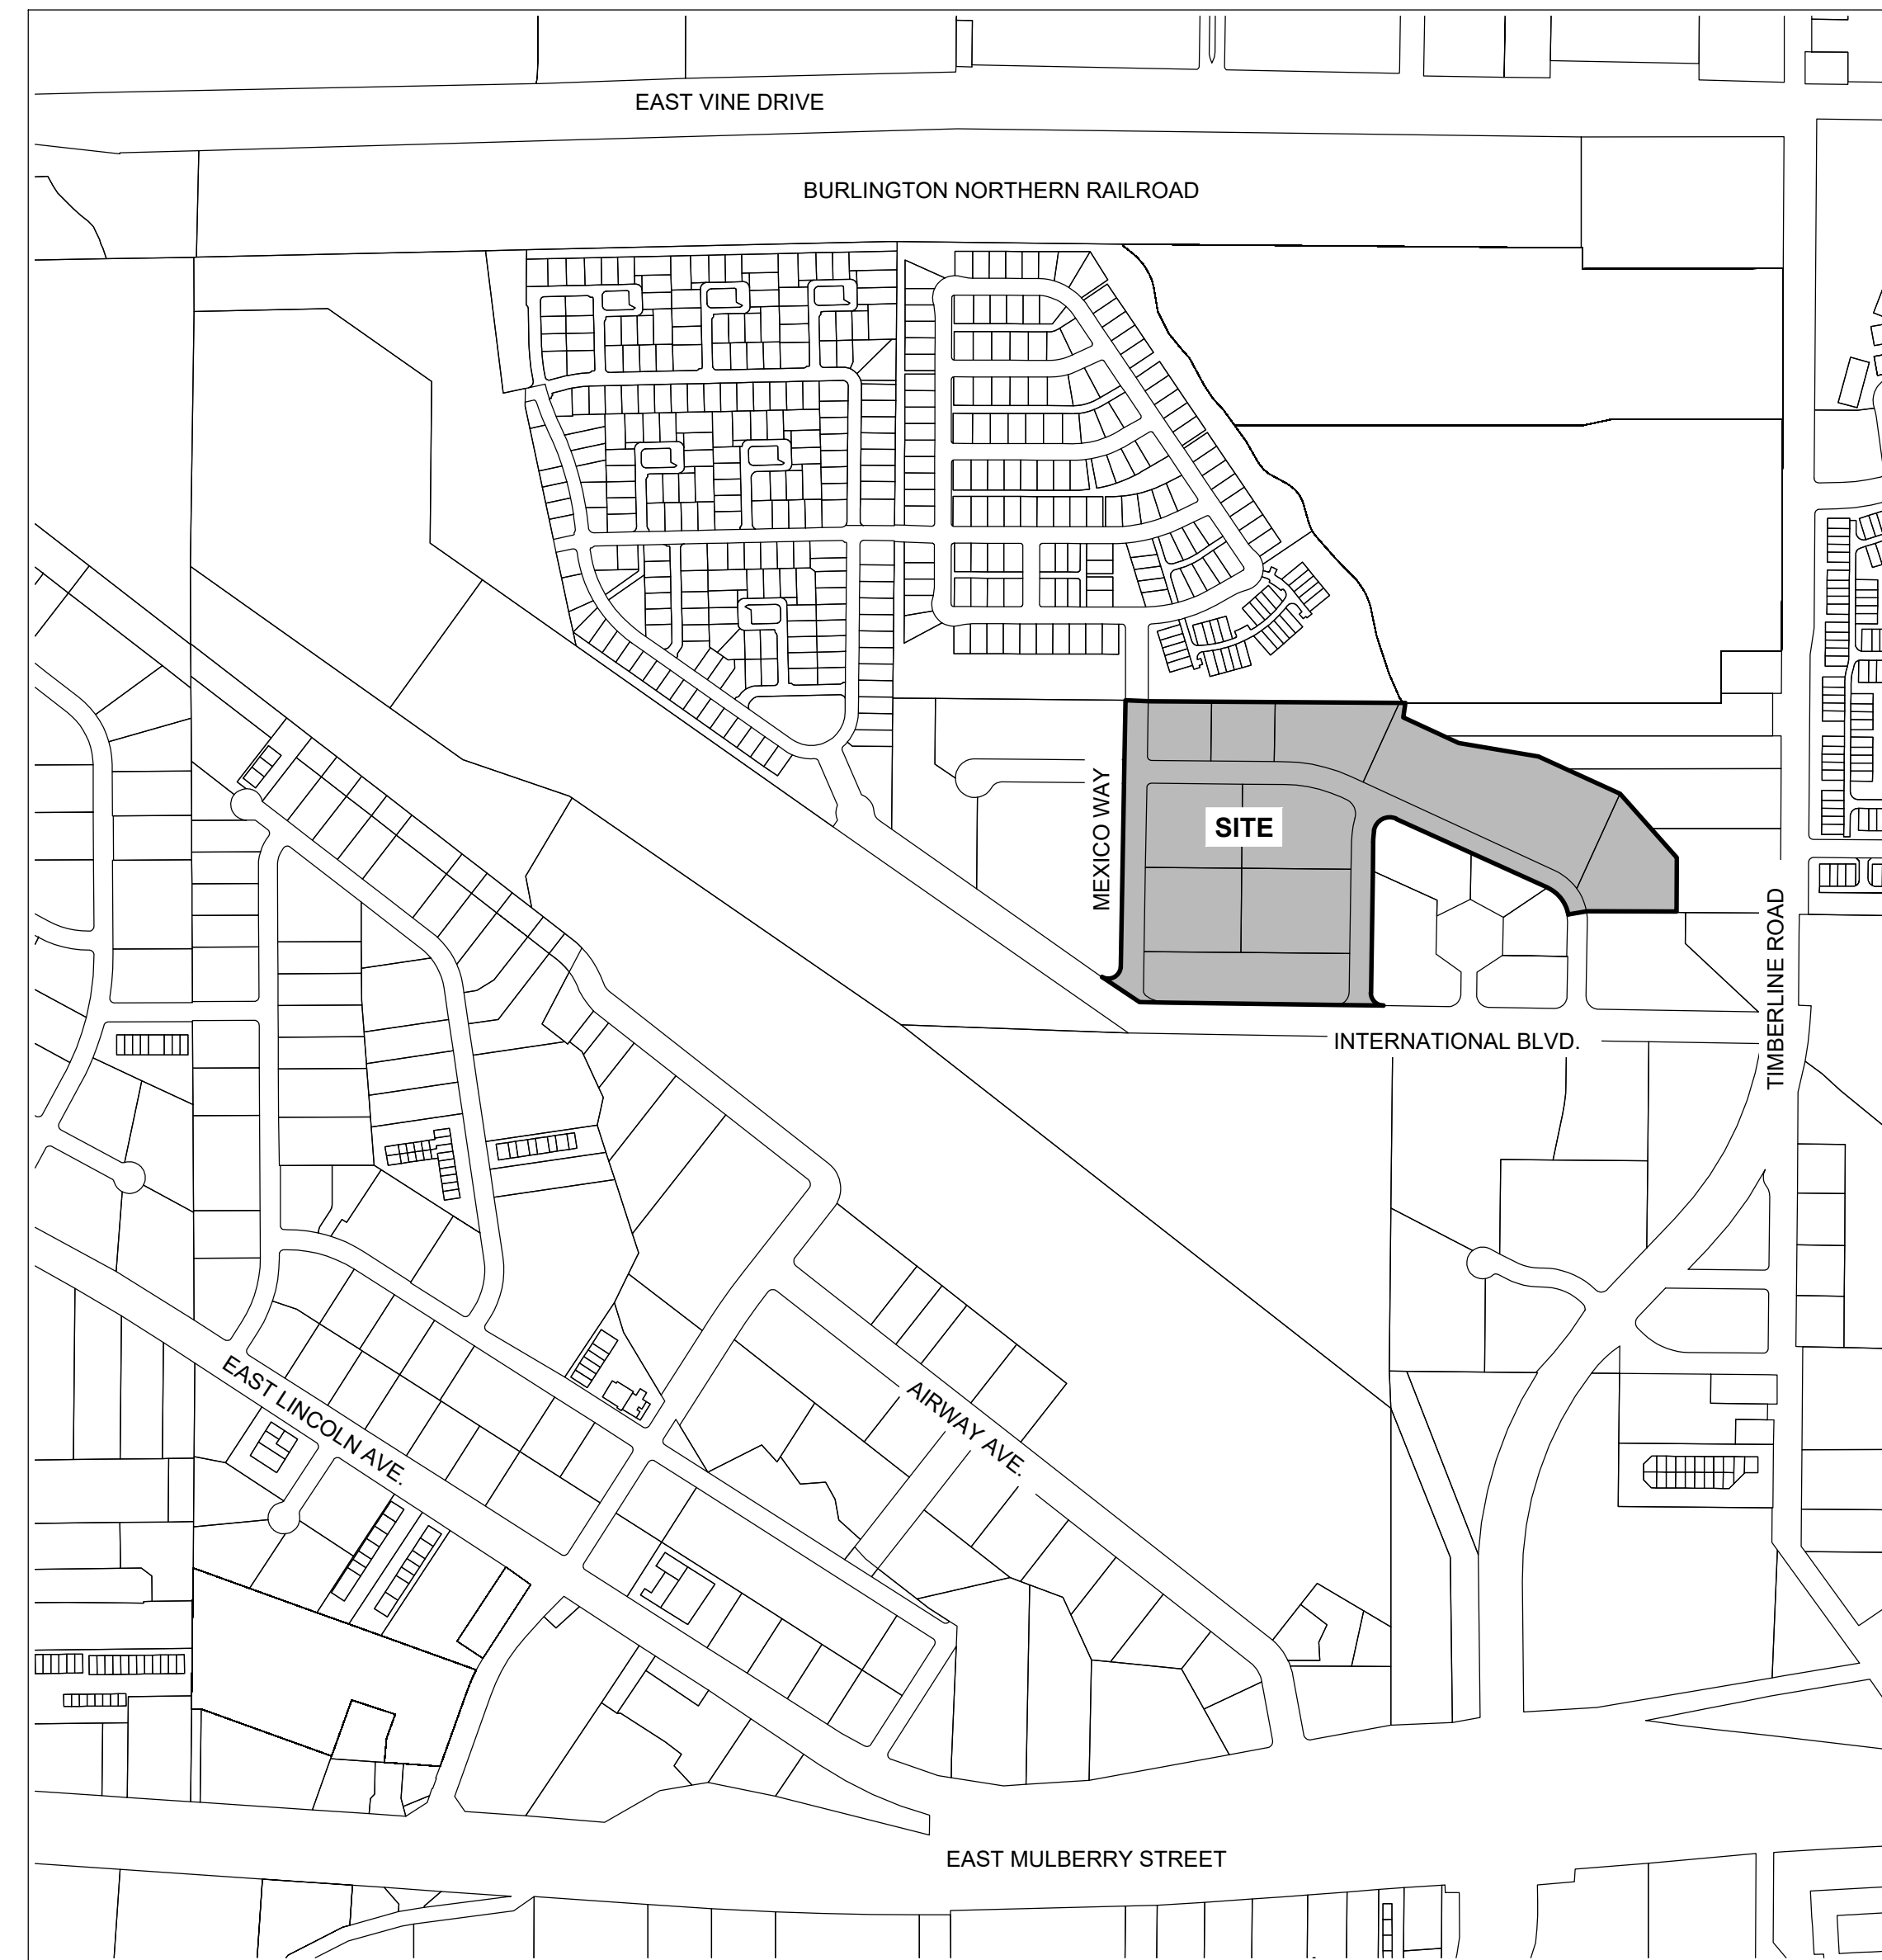 EAST VINE DRIVE
BURLINGTON NORTHERN RAILROAD
MEXICO WAY
SITE
TIMBERLINE ROAD
INTERNATIONAL BLVD.
EAST LINCOLN AVE.
AIRWAY AVE.
EAST MULBERRY STREET